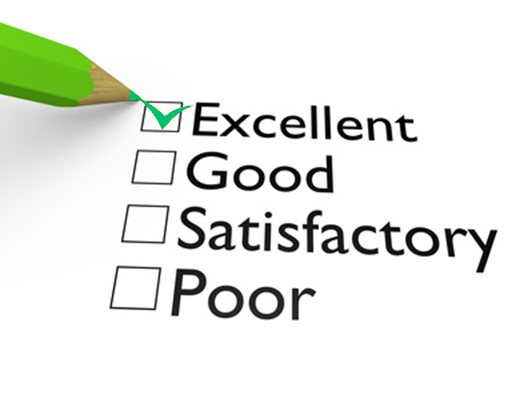 Excellent
Good
Satisfactory
Poor